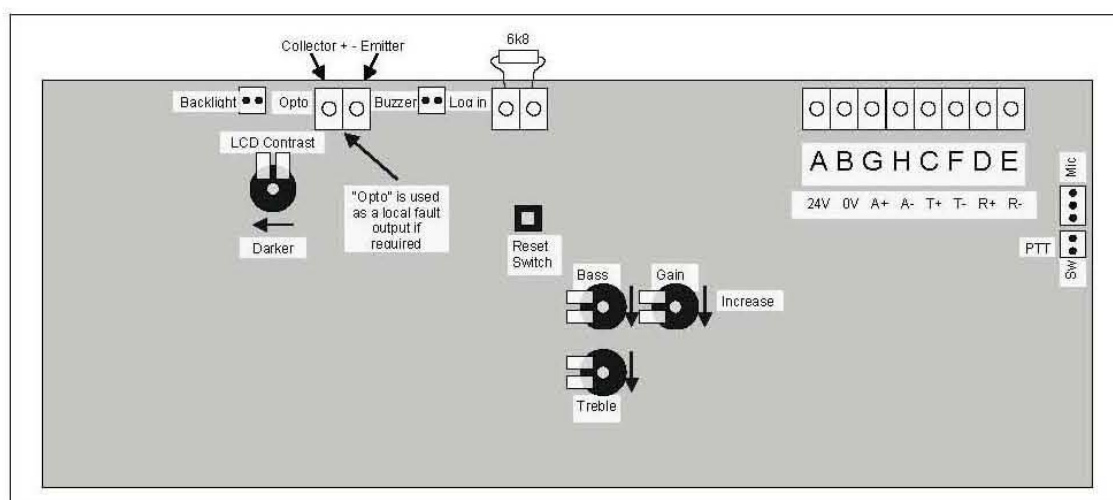 6k8
Collector + - Emitter
Backlight
Opto
Buzzer
Log in
LCD Contrast
Darker
"Opto" is used
as a local fault
output if
required
Reset
Switch
Bass
Gain
Increase
Treble
A B G H C F D E
24V 0V A+ A- T+ T- R+ R-
Mic
PTT
SW